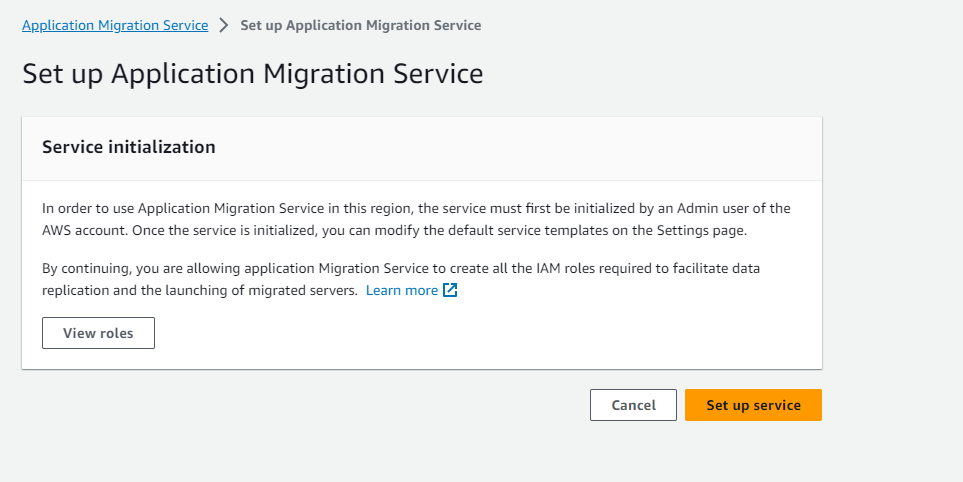 Application Migration Service > Set up Application Migration Service
Set up Application Migration Service
Service initialization
In order to use Application Migration Service in this region, the service must first be initialized by an Admin user of the
AWS account. Once the service is initialized, you can modify the default service templates on the Settings page.
By continuing, you are allowing application Migration Service to create all the IAM roles required to facilitate data
replication and the launching of migrated servers. Learn more
View roles
Cancel Set up service